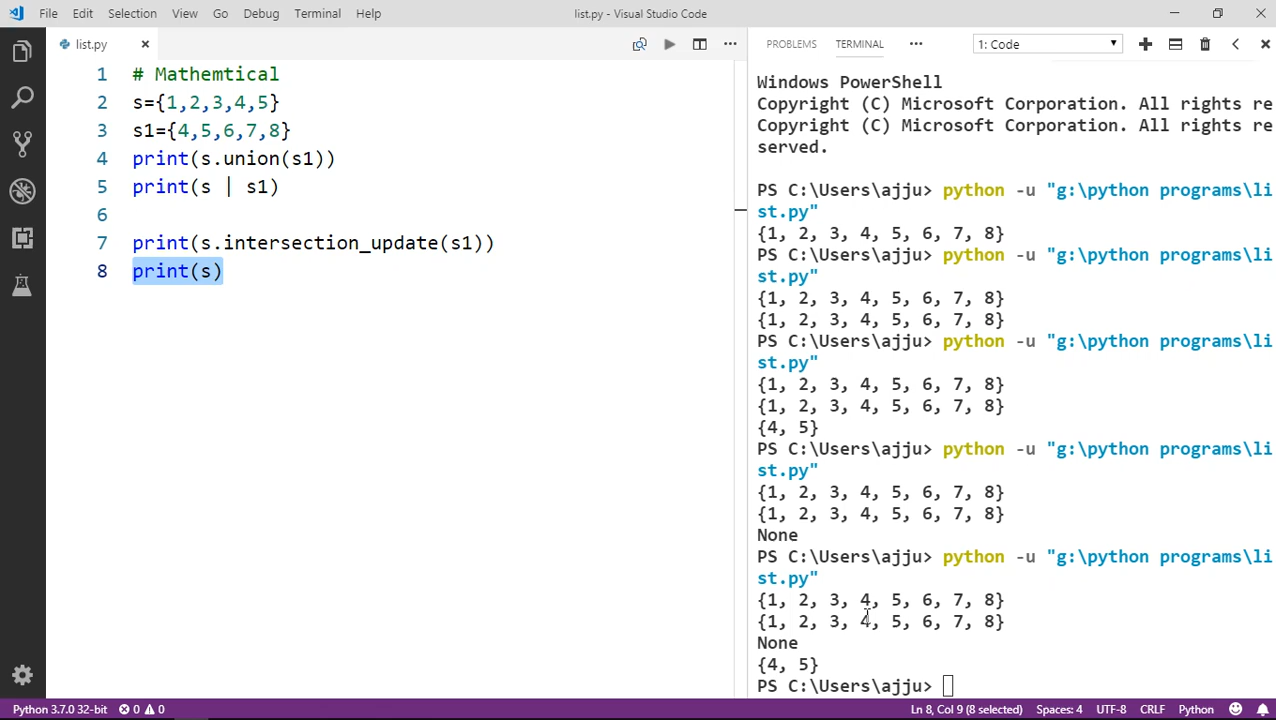 File Edit Selection View Go Debug Terminal Help list.py - Visual Studio Code
list.py
PROBLEMS TERMINAL 1: Code
1 # Mathemtical
2 s={1,2,3,4,5}
3 s1={4,5,6,7,8}
4 print(s.union(s1))
5 print(s | s1)
6
7 print(s.intersection_update(s1))
8 print(s)
Windows PowerShell
Copyright (C) Microsoft Corporation. All rights re
Copyright (C) Microsoft Corporation. All rights re
served.
PS C:\Users\ajju> python -u "g:\python programs\li
st.py"
{1, 2, 3, 4, 5, 6, 7, 8}
PS C:\Users\ajju> python -u "g:\python programs\li
st.py"
{1, 2, 3, 4, 5, 6, 7, 8}
{1, 2, 3, 4, 5, 6, 7, 8}
PS C:\Users\ajju> python -u "g:\python programs\li
st.py"
{1, 2, 3, 4, 5, 6, 7, 8}
{1, 2, 3, 4, 5, 6, 7, 8}
{4, 5}
PS C:\Users\ajju> python -u "g:\python programs\li
st.py"
{1, 2, 3, 4, 5, 6, 7, 8}
{1, 2, 3, 4, 5, 6, 7, 8}
None
PS C:\Users\ajju> python -u "g:\python programs\li
st.py"
{1, 2, 3, 4, 5, 6, 7, 8}
{1, 2, 3, 4, 5, 6, 7, 8}
None
{4, 5}
PS C:\Users\ajju>
Python 3.7.0 32-bit 0 0 Ln 8, Col 9 (8 selected) Spaces: 4 UTF-8 CRLF Python